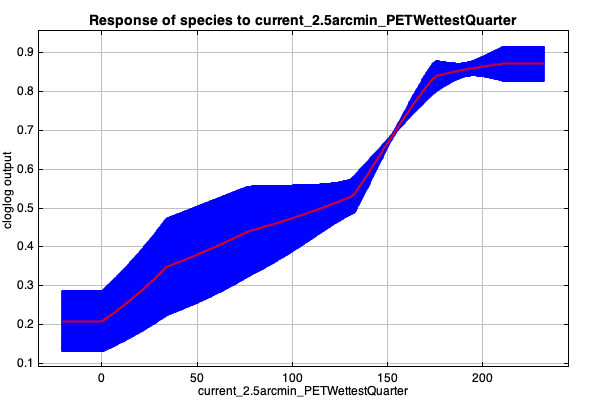 Response of species to current_2.5arcmin_PETWettestQuarter
cloglog output
0.9
0.8
0.7
0.6
0.5
0.4
0.3
0.2
0.1
0 50 100 150 200
current_2.5arcmin_PETWettestQuarter